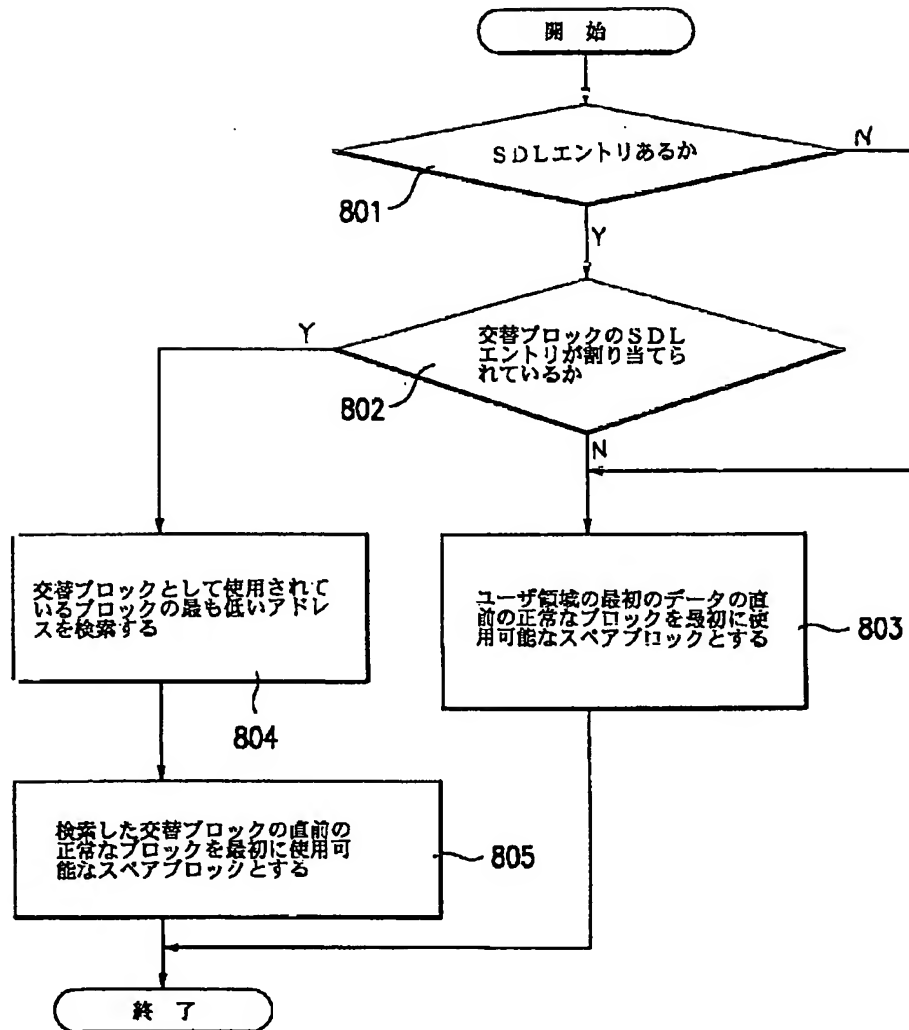 開始
SDLエントリあるか
N
801
Y
交替ブロックのSDL
エントリが割り当てら
れているか
Y
802
N
交替ブロックとして使用されて
いるブロックの最も低いアドレ
スを検索する
804
ユーザ領域の最初のデータの直
前の正常なブロックを最初に使
用可能なスペアブロックとする
803
検索した交替ブロックの直前の
正常なブロックを最初に使用可
能なスペアブロックとする
805
終了